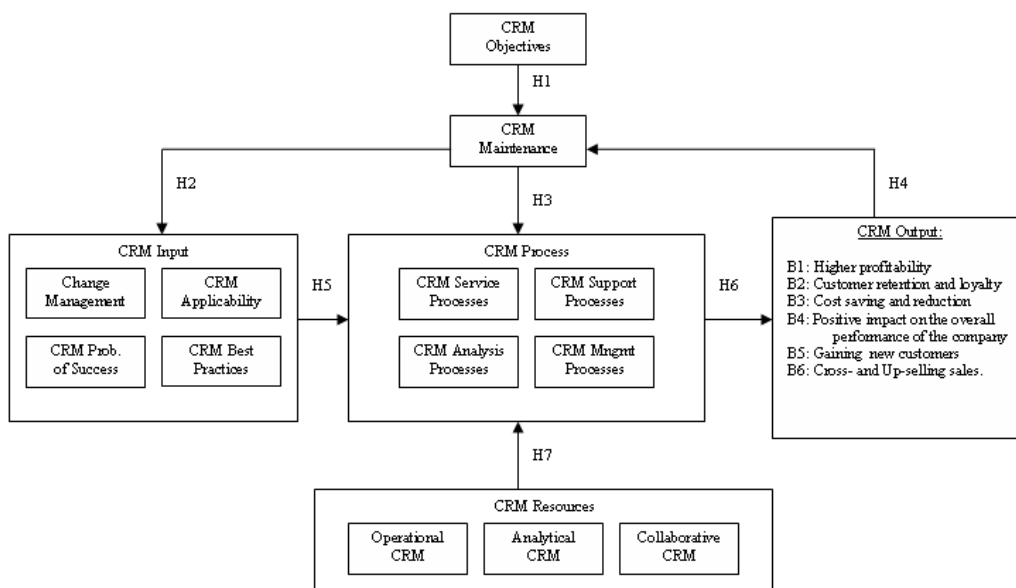 CRM
Objectives
H1
CRM
Maintenance
H2
H3
H4
CRM Input
Change
Management
CRM
Applicability
CRM Prob.
of Success
CRM Best
Practices
H5
CRM Process
CRM Service
Processes
CRM Support
Processes
CRM Analysis
Processes
CRM Mngmt
Processes
H6
CRM Output:
B1: Higher profitability
B2: Customer retention and loyalty
B3: Cost saving and reduction
B4: Positive impact on the overall
performance of the company
B5: Gaining new customers
B6: Cross- and Up-selling sales.
H7
CRM Resources
Operational
CRM
Analytical
CRM
Collaborative
CRM